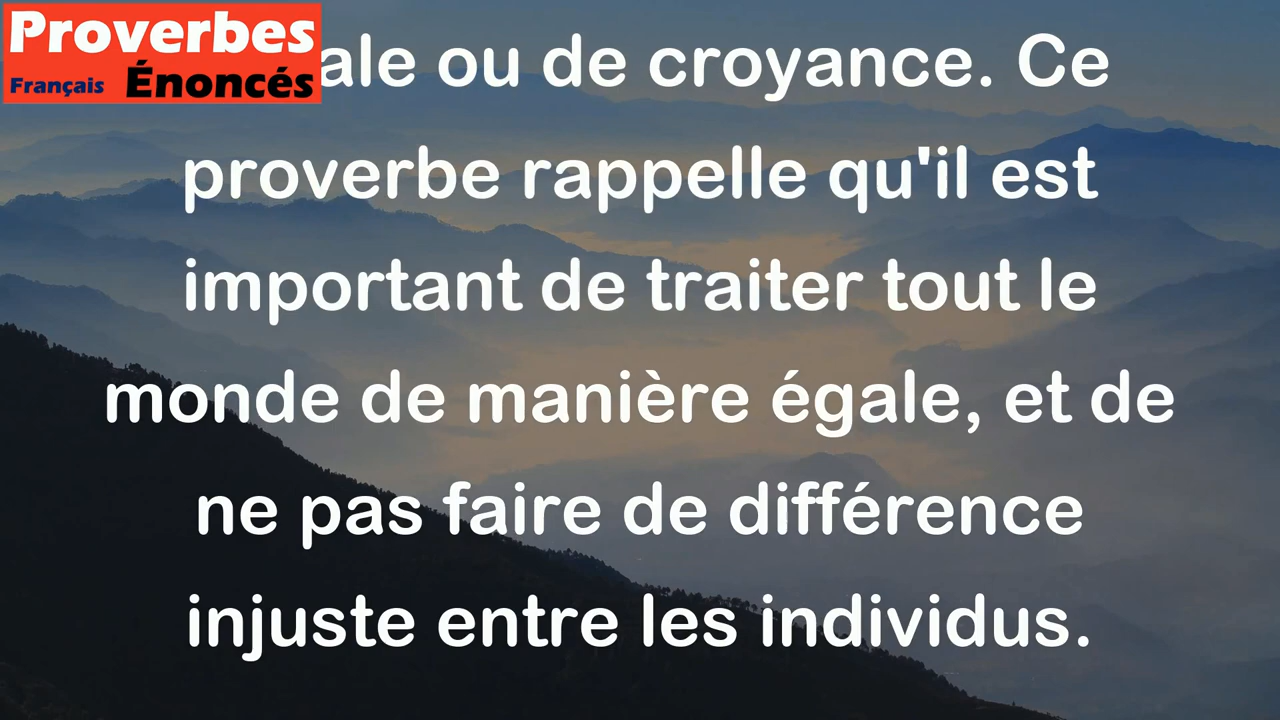 Proverbes
Français Énoncés
ale ou de croyance. Ce
proverbe rappelle qu'il est
important de traiter tout le
monde de manière égale, et de
ne pas faire de différence
injuste entre les individus.